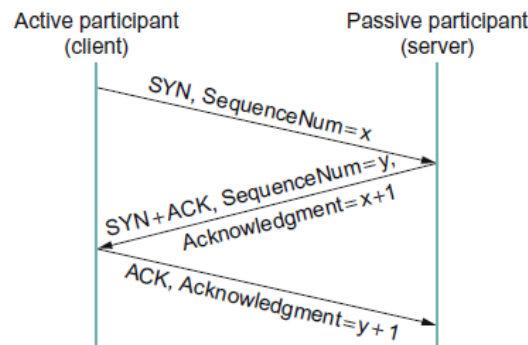 Active participant
(client)
Passive participant
(server)
SYN, SequenceNum=x
SYN+ACK, SequenceNum=y,
Acknowledgment=x+1
ACK, Acknowledgment=y+1